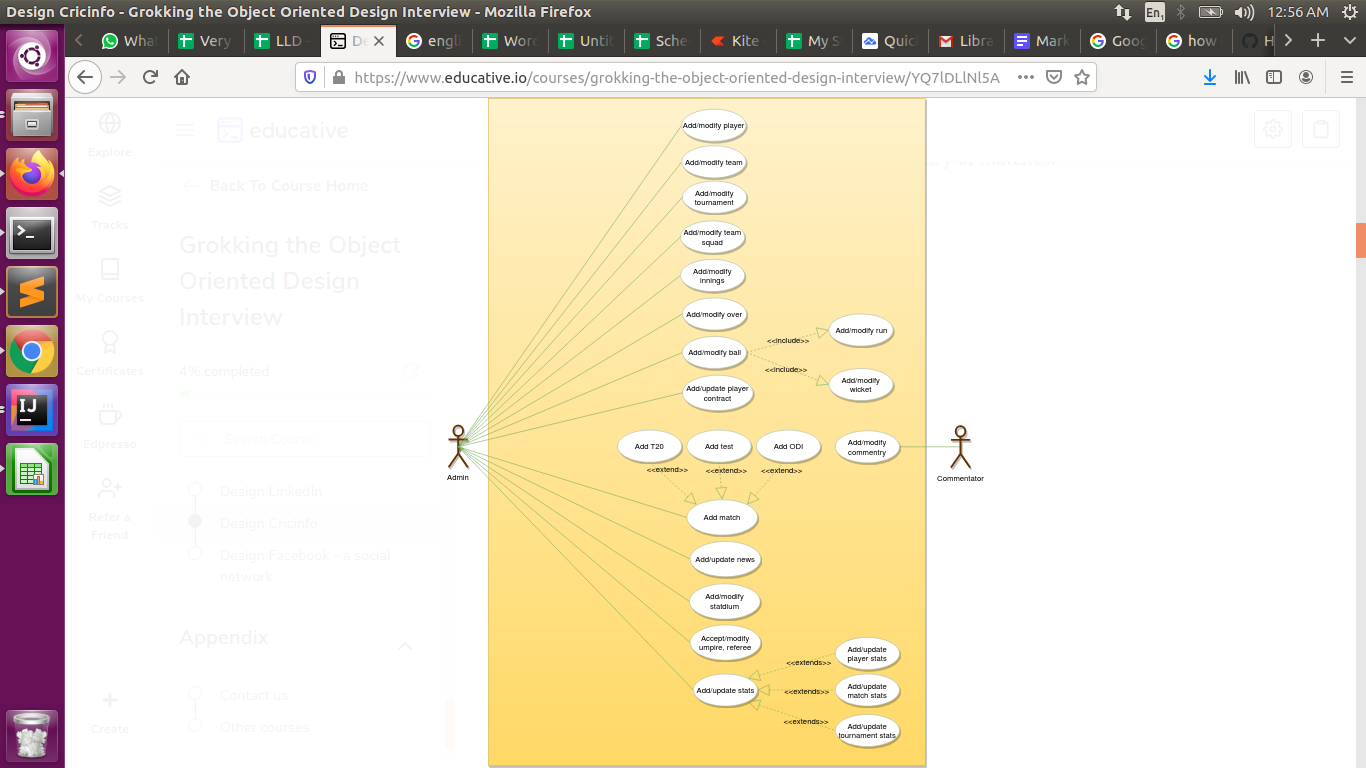 Design Cricinfo - Grokking the Object Oriented Design Interview - Mozilla Firefox
En1
12:56 AM
What
Very
LLD -
De
engli
Word
Untit
Sche
Kite -
My S
Quic
Libra
Mark
Goog
how
H
https://www.educative.io/courses/grokking-the-object-oriented-design-interview/YQ7lDLlNl5A
Explore
Tracks
My Courses
Certificates
Edpresso
Refer a
Friend
Create
educative
Back To Course Home
Grokking the Object
Oriented Design
Interview
4% completed
Search Course
Design LinkedIn
Design Cricinfo
Design Facebook - a social
network
Appendix
Contact us
Other courses
Add/modify player
Add/modify team
Add/modify
tournament
Add/modify team
squad
Add/modify
innings
Add/modify over
Add/modify ball
<<include>>
Add/modify run
<<include>>
Add/modify
wicket
Add/update player
contract
Add T20
Add test
Add ODI
Add/modify
commentry
<<extend>>
<<extend>>
<<extend>>
Admin
Commentator
Add match
Add/update news
Add/modify
statdium
Accept/modify
umpire, referee
Add/update stats
<<extends>>
Add/update
player stats
<<extends>>
Add/update
match stats
<<extends>>
Add/update
tournament stats
IJ